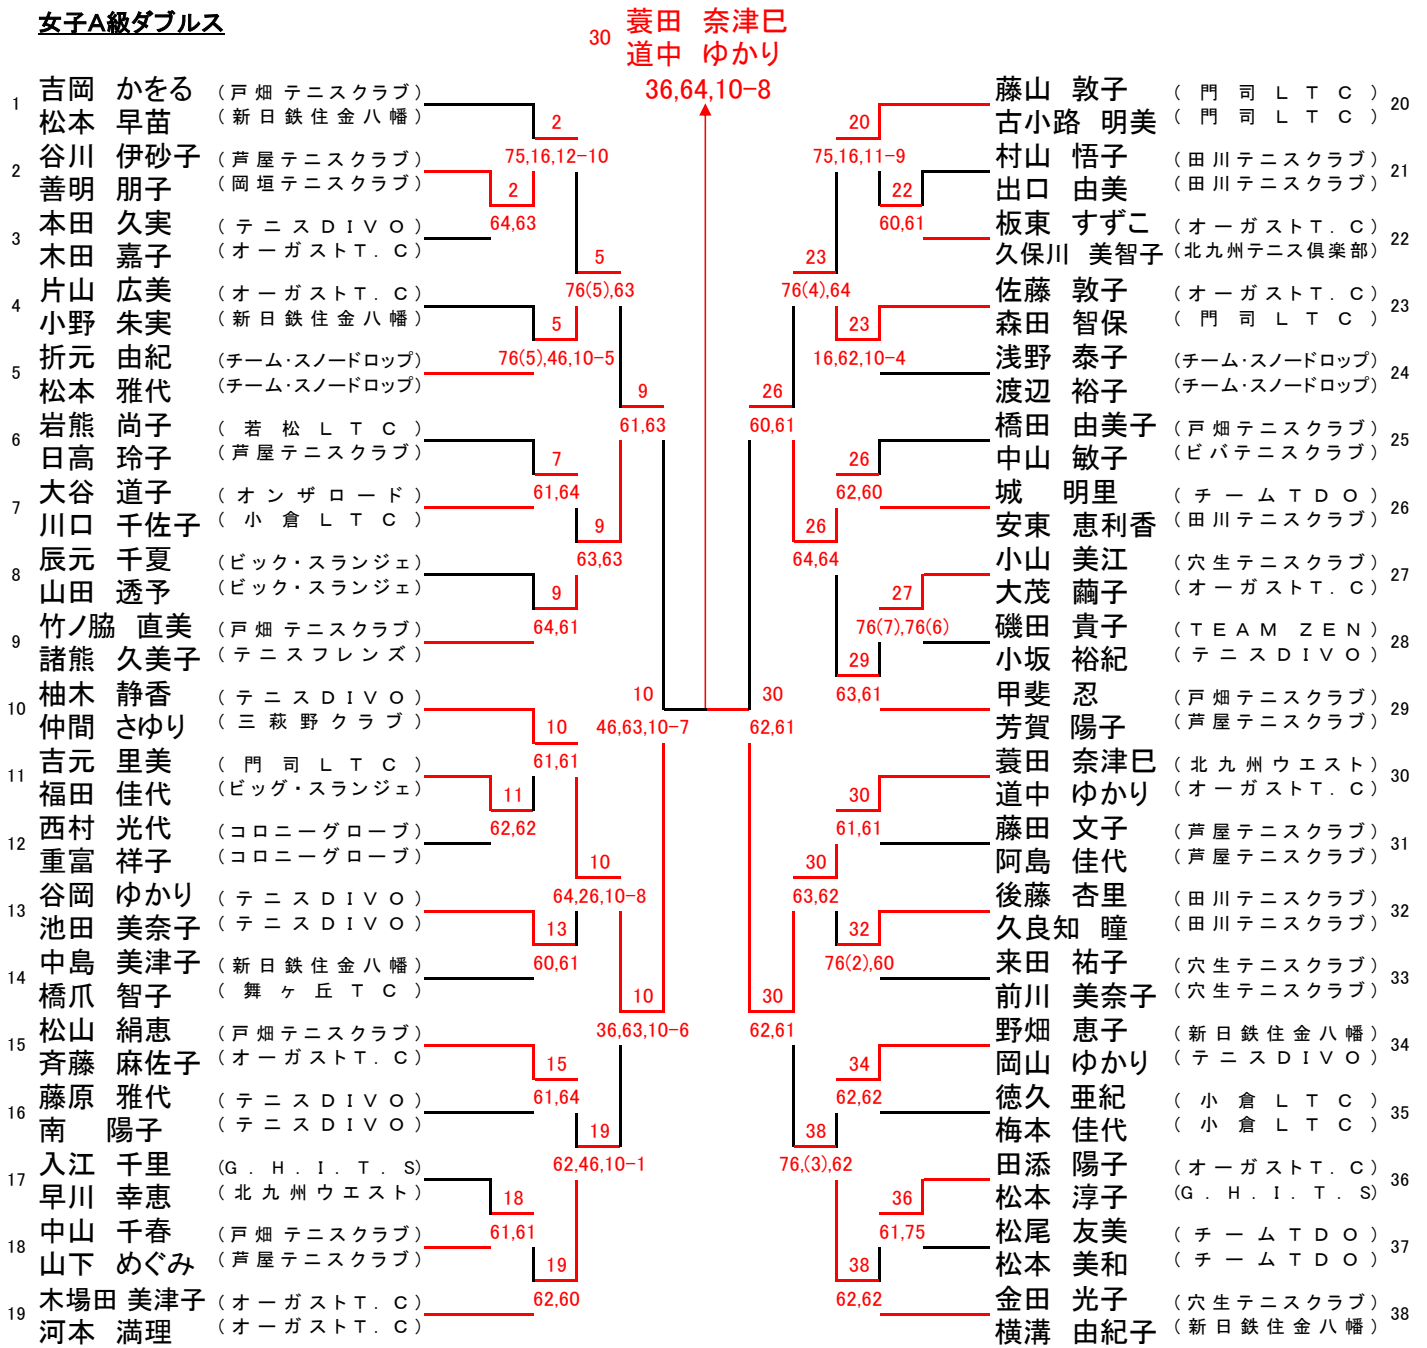 女子A級ダブルス
30 蓑田 奈津巳
道中 ゆかり
36,64,10-8
1 吉岡 かをる (戸畑テニスクラブ)
松本 早苗 (新日鉄住金八幡)
2 谷川 伊砂子 (芦屋テニスクラブ)
善明 朋子 (岡垣テニスクラブ)
3 本田 久実 (テニスDIVO)
木田 嘉子 (オーガストT.C)
4 片山 広美 (オーガストT.C)
小野 朱実 (新日鉄住金八幡)
5 折元 由紀 (チーム・スノードロップ)
松本 雅代 (チーム・スノードロップ)
6 岩熊 尚子 (若松LTC)
日高 玲子 (芦屋テニスクラブ)
7 大谷 道子 (オンザロード)
川口 千佐子 (小倉LTC)
8 辰元 千夏 (ビック・スランジェ)
山田 透予 (ビック・スランジェ)
9 竹ノ脇 直美 (戸畑テニスクラブ)
諸熊 久美子 (テニスフレンズ)
10 柚木 静香 (テニスDIVO)
仲間 さゆり (三萩野クラブ)
11 吉元 里美 (門司LTC)
福田 佳代 (ビッグ・スランジェ)
12 西村 光代 (コロニーグローブ)
重富 祥子 (コロニーグローブ)
13 谷岡 ゆかり (テニスDIVO)
池田 美奈子 (テニスDIVO)
14 中島 美津子 (新日鉄住金八幡)
橋爪 智子 (舞ヶ丘TC)
15 松山 絹恵 (戸畑テニスクラブ)
斉藤 麻佐子 (オーガストT.C)
16 藤原 雅代 (テニスDIVO)
南 陽子 (テニスDIVO)
17 入江 千里 (G.H.I.T.S)
早川 幸恵 (北九州ウエスト)
18 中山 千春 (戸畑テニスクラブ)
山下 めぐみ (芦屋テニスクラブ)
19 木場田 美津子 (オーガストT.C)
河本 満理 (オーガストT.C)
2
75,16,12-10
2
64,63
5
76(5),63
5
76(5),46,10-5
9
61,63
7
61,64
9
63,63
9
64,61
10
46,63,10-7
10
61,61
11
62,62
10
64,26,10-8
13
60,61
10
36,63,10-6
15
61,64
19
62,46,10-1
18
61,61
19
62,60
20
75,16,11-9
22
60,61
23
76(4),64
23
16,62,10-4
26
60,61
26
62,60
26
64,64
27
76(7),76(6)
29
63,61
30
62,61
30
61,61
30
63,62
32
76(2),60
30
62,61
34
62,62
38
76,(3),62
36
61,75
38
62,62
藤山 敦子 (門司LTC) 20
古小路 明美 (門司LTC)
村山 悟子 (田川テニスクラブ) 21
出口 由美 (田川テニスクラブ)
板東 すずこ (オーガストT.C) 22
久保川 美智子 (北九州テニス倶楽部)
佐藤 敦子 (オーガストT.C) 23
森田 智保 (門司LTC)
浅野 泰子 (チーム・スノードロップ) 24
渡辺 裕子 (チーム・スノードロップ)
橋田 由美子 (戸畑テニスクラブ) 25
中山 敏子 (ビバテニスクラブ)
城 明里 (チームTDO) 26
安東 恵利香 (田川テニスクラブ)
小山 美江 (穴生テニスクラブ) 27
大茂 繭子 (オーガストT.C)
磯田 貴子 (TEAM ZEN) 28
小坂 裕紀 (テニスDIVO)
甲斐 忍 (戸畑テニスクラブ) 29
芳賀 陽子 (芦屋テニスクラブ)
蓑田 奈津巳 (北九州ウエスト) 30
道中 ゆかり (オーガストT.C)
藤田 文子 (芦屋テニスクラブ) 31
阿島 佳代 (芦屋テニスクラブ)
後藤 杏里 (田川テニスクラブ) 32
久良知 瞳 (田川テニスクラブ)
来田 祐子 (穴生テニスクラブ) 33
前川 美奈子 (穴生テニスクラブ)
野畑 恵子 (新日鉄住金八幡) 34
岡山 ゆかり (テニスDIVO)
徳久 亜紀 (小倉LTC) 35
梅本 佳代 (小倉LTC)
田添 陽子 (オーガストT.C) 36
松本 淳子 (G.H.I.T.S)
松尾 友美 (チームTDO) 37
松本 美和 (チームTDO)
金田 光子 (穴生テニスクラブ) 38
横溝 由紀子 (新日鉄住金八幡)